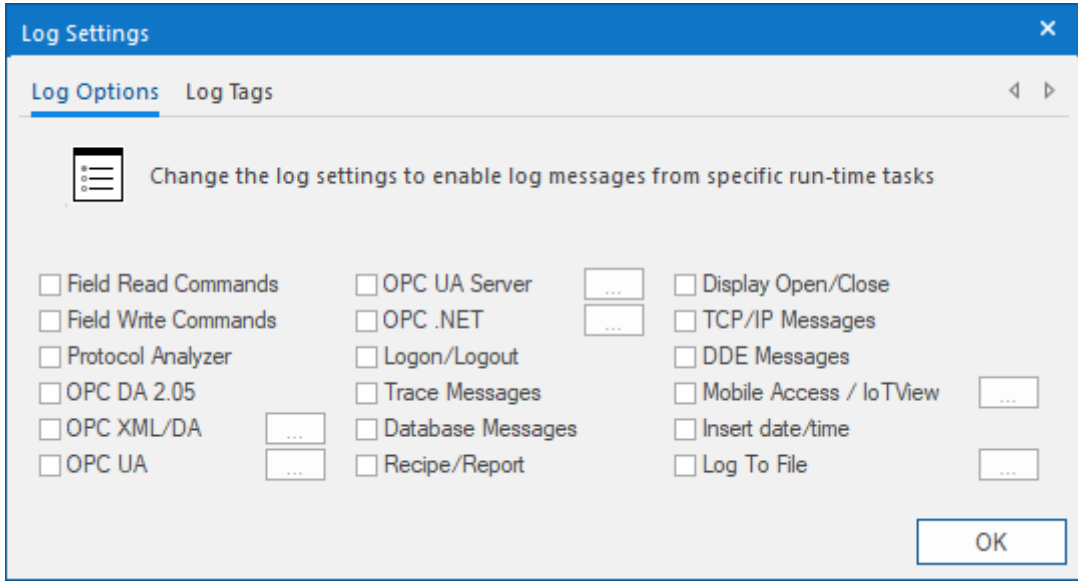 Log Settings
Log Options Log Tags
Change the log settings to enable log messages from specific run-time tasks
Field Read Commands
Field Write Commands
Protocol Analyzer
OPC DA 2.05
OPC XML/DA ...
OPC UA ...
OPC UA Server ...
OPC .NET ...
Logon/Logout
Trace Messages
Database Messages
Recipe/Report
Display Open/Close
TCP/IP Messages
DDE Messages
Mobile Access / IoTView ...
Insert date/time
Log To File ...
OK